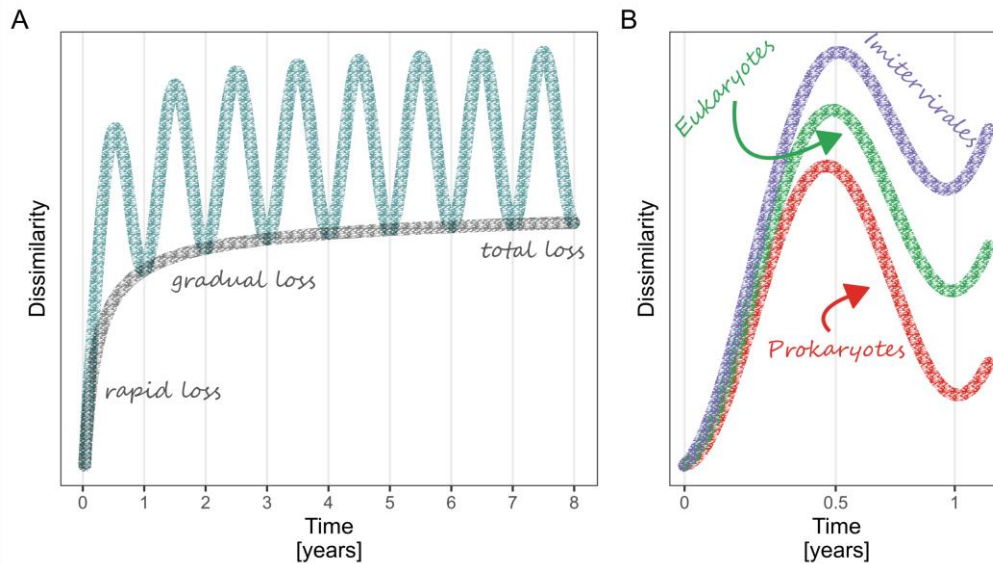 A
Dissimilarity
rapid loss
gradual loss
total loss
0 1 2 3 4 5 6 7 8
Time
[years]
B
Dissimilarity
Eukaryotes
Imitervirales
Prokaryotes
0 0.5 1
Time
[years]